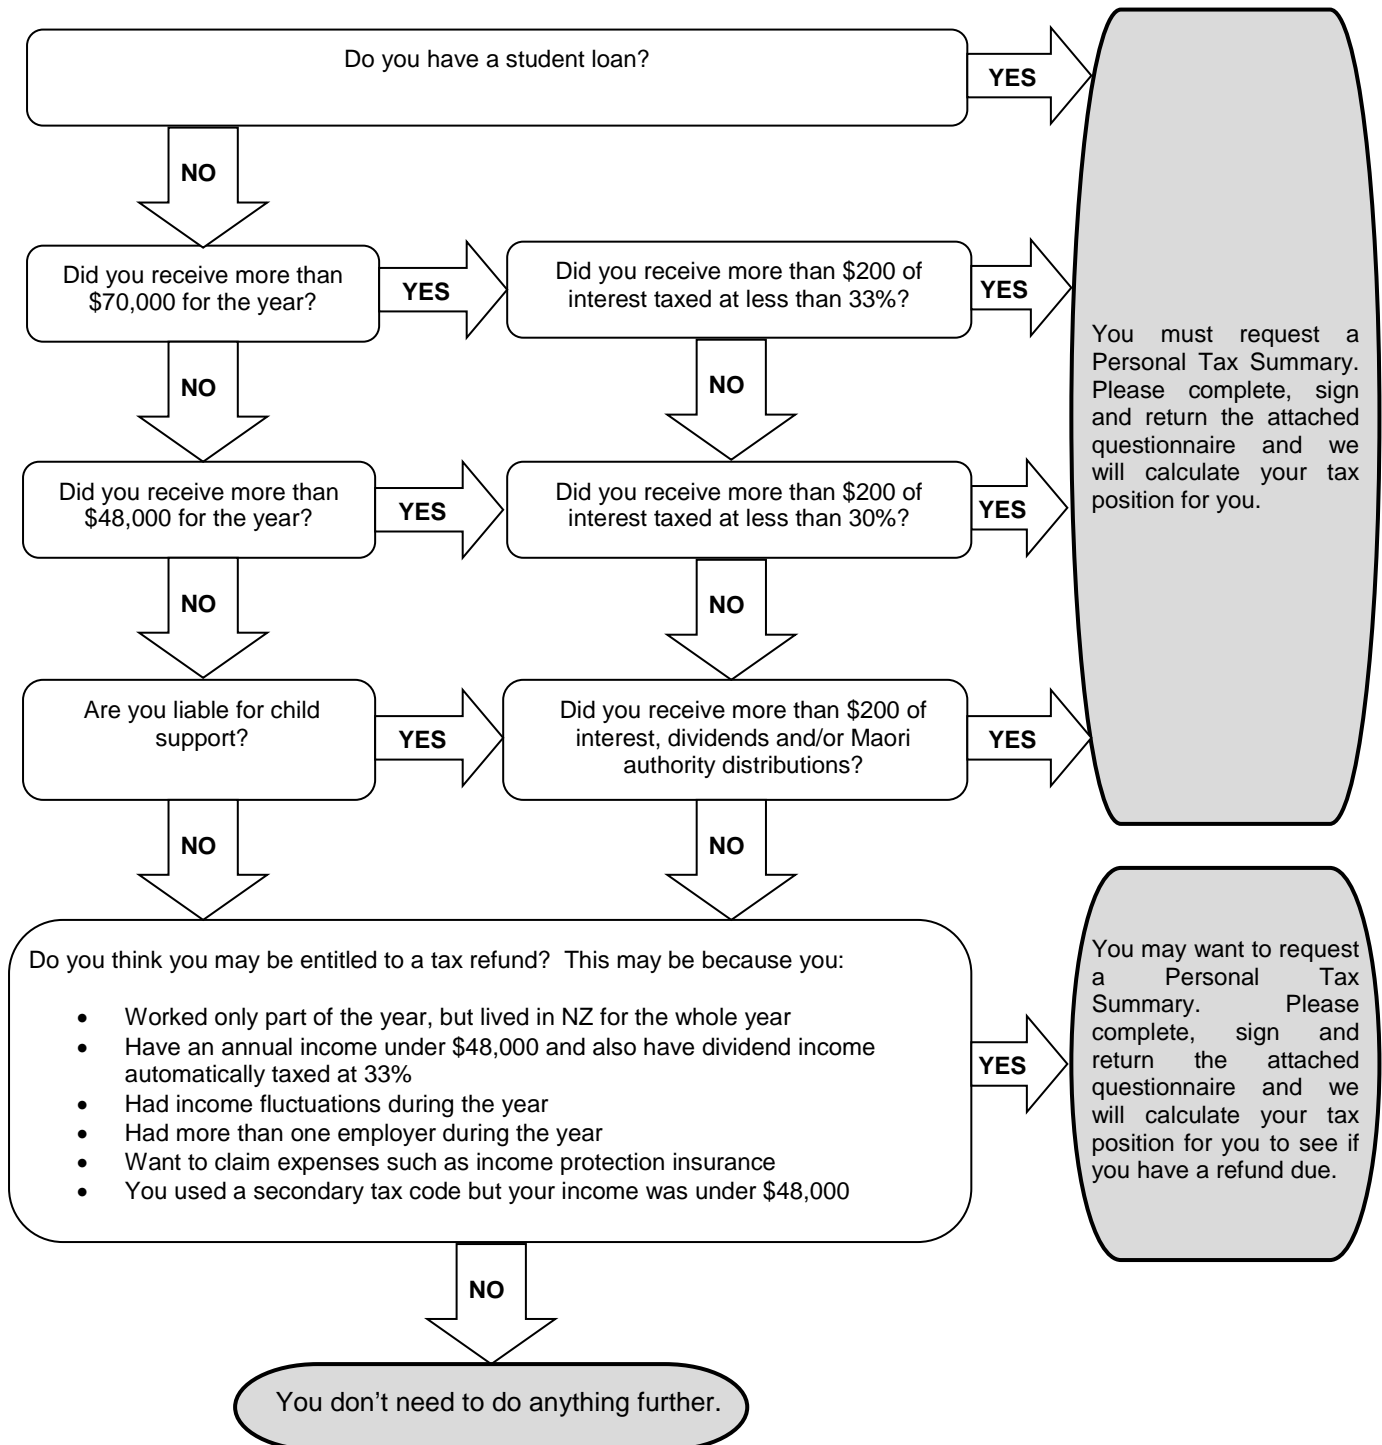 Do you have a student loan?
YES
NO
Did you receive more than
$70,000 for the year?
YES
Did you receive more than $200 of
interest taxed at less than 33%?
YES
NO
NO
Did you receive more than
$48,000 for the year?
YES
Did you receive more than $200 of
interest taxed at less than 30%?
YES
NO
NO
Are you liable for child
support?
YES
Did you receive more than $200 of
interest, dividends and/or Maori
authority distributions?
YES
NO
NO
You must request a
Personal Tax Summary.
Please complete, sign
and return the attached
questionnaire and we
will calculate your tax
position for you.
Do you think you may be entitled to a tax refund?  This may be because you:
• Worked only part of the year, but lived in NZ for the whole year
• Have an annual income under $48,000 and also have dividend income
automatically taxed at 33%
• Had income fluctuations during the year
• Had more than one employer during the year
• Want to claim expenses such as income protection insurance
• You used a secondary tax code but your income was under $48,000
YES
You may want to request
a Personal Tax
Summary. Please
complete, sign and
return the attached
questionnaire and we
will calculate your tax
position for you to see if
you have a refund due.
NO
You don’t need to do anything further.